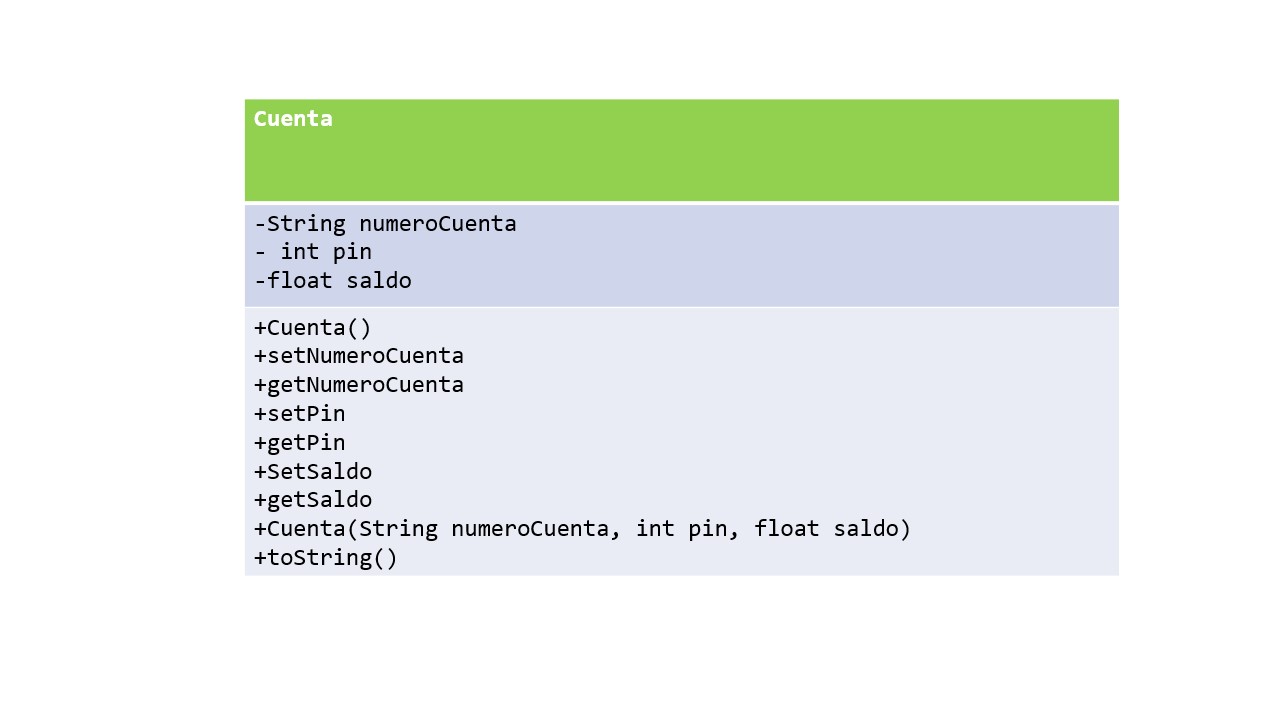 Cuenta
-String numeroCuenta
- int pin
-float saldo
+Cuenta()
+setNumeroCuenta
+getNumeroCuenta
+setPin
+getPin
+SetSaldo
+getSaldo
+Cuenta(String numeroCuenta, int pin, float saldo)
+toString()